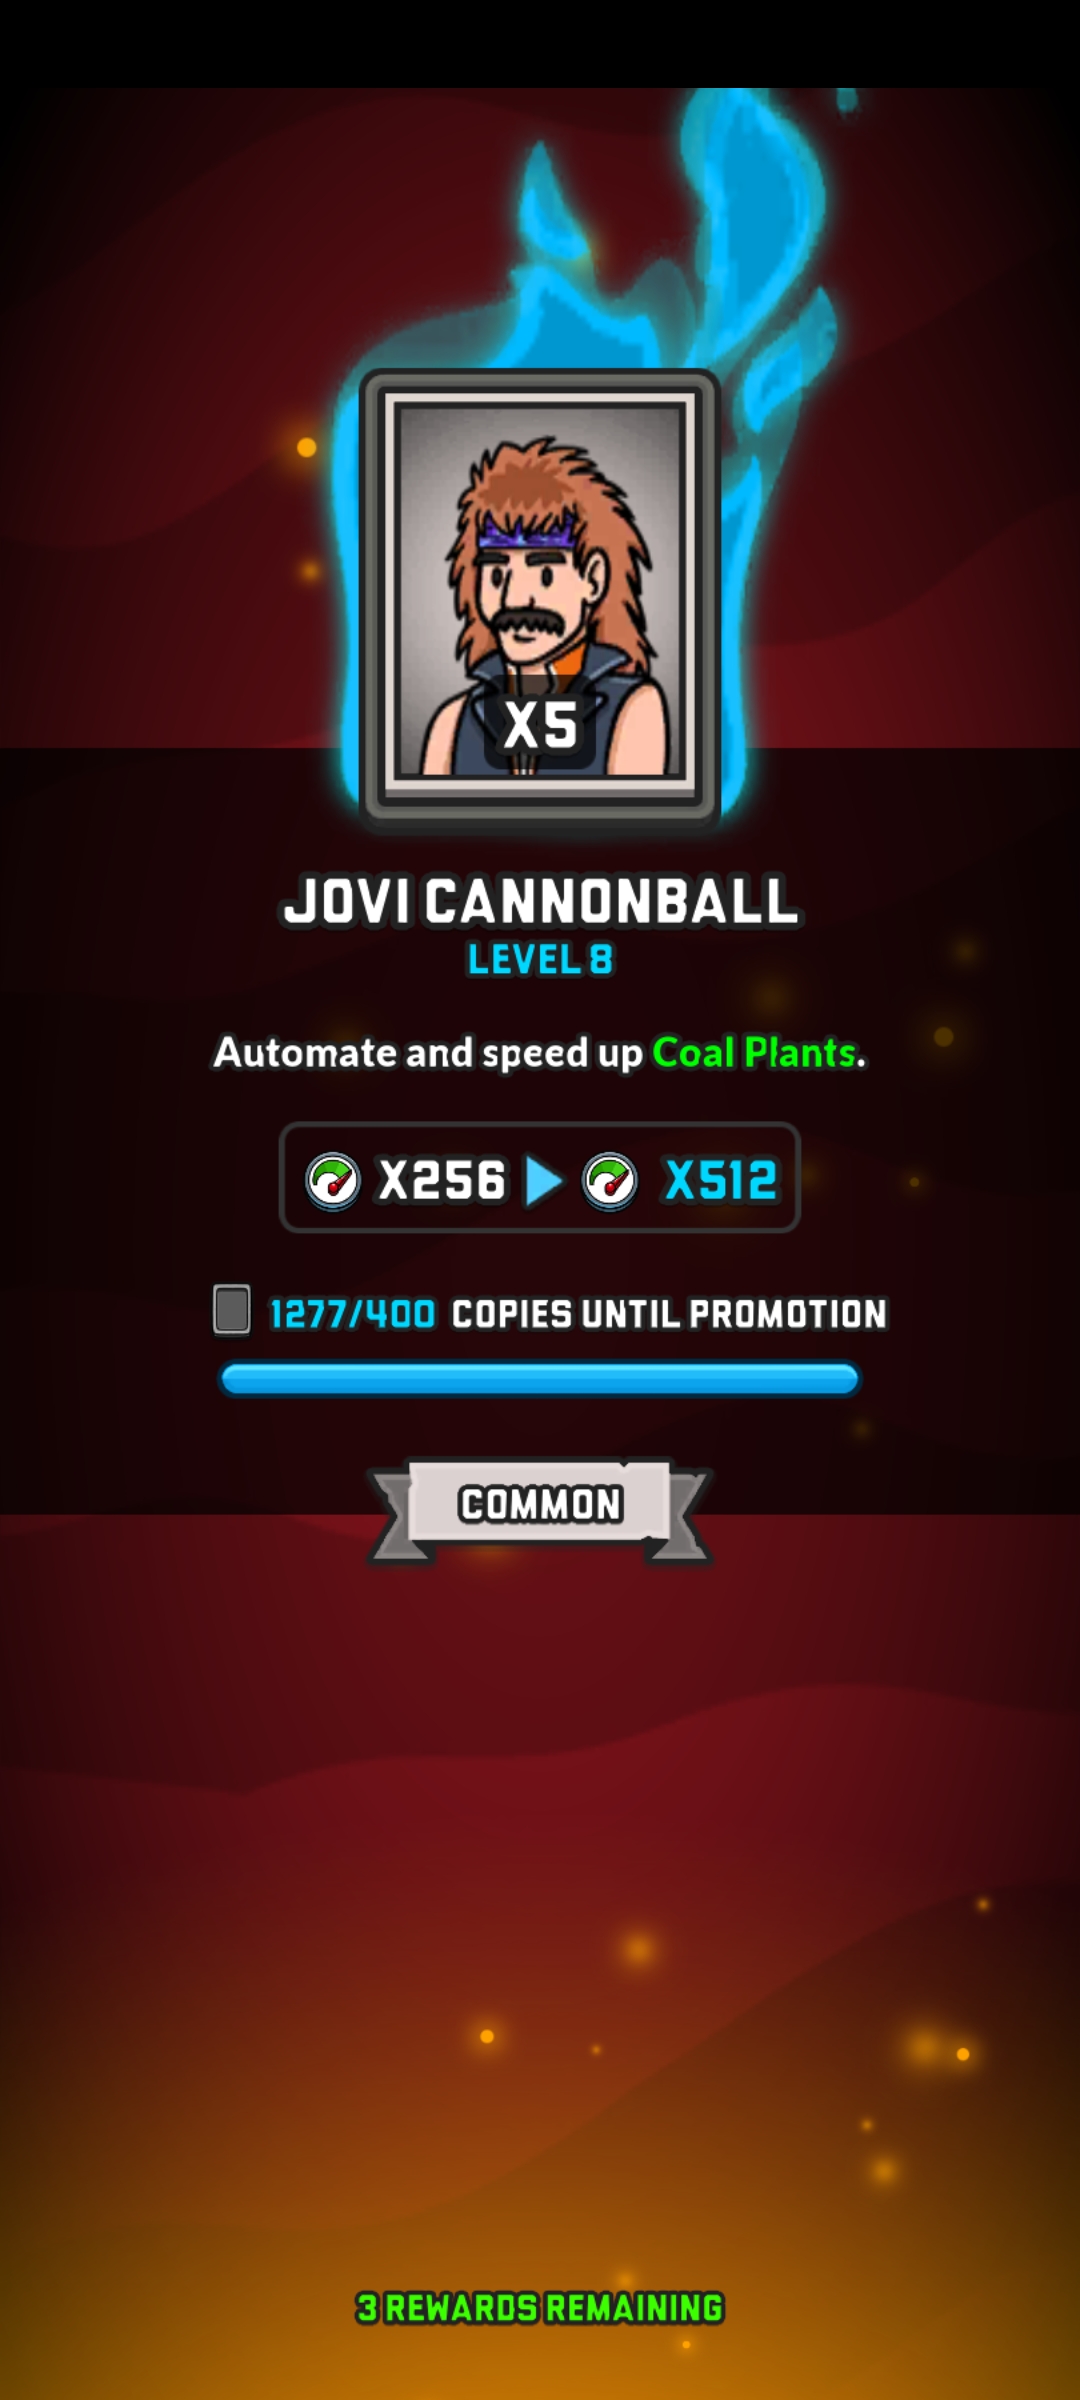 X5
JOVI CANNONBALL
LEVEL 8
Automate and speed up Coal Plants.
X256 X512
1277/400 COPIES UNTIL PROMOTION
COMMON
3 REWARDS REMAINING